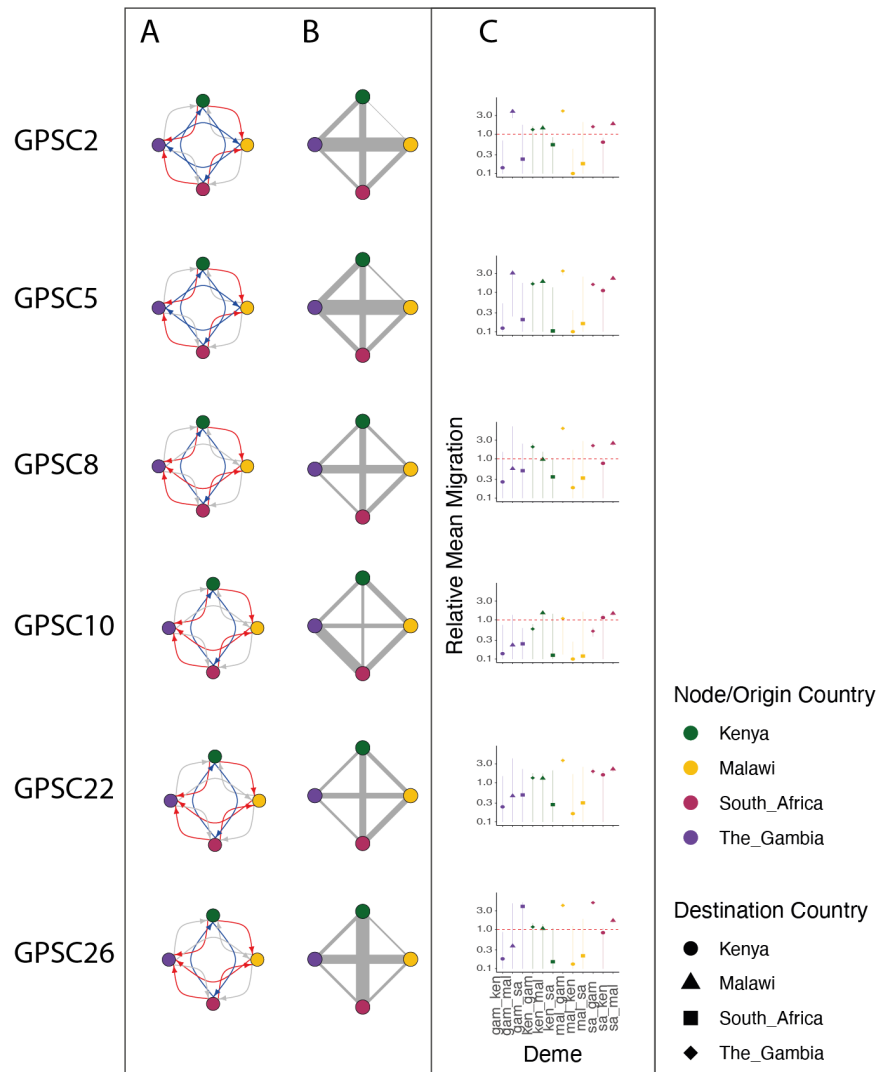 A B C
GPSC2
3.0
1.0
0.3
0.1
GPSC5
3.0
1.0
0.3
0.1
GPSC8
3.0
1.0
0.3
0.1
GPSC10
3.0
1.0
0.3
0.1
GPSC22
3.0
1.0
0.3
0.1
GPSC26
3.0
1.0
0.3
0.1
Relative Mean Migration
gam_ken
gam_mal
gam_sa
ken_gam
ken_mal
ken_sa
mal_gam
mal_ken
mal_sa
sa_gam
sa_ken
sa_mal
Deme
Node/Origin Country
Kenya
Malawi
South_Africa
The_Gambia
Destination Country
Kenya
Malawi
South_Africa
The_Gambia